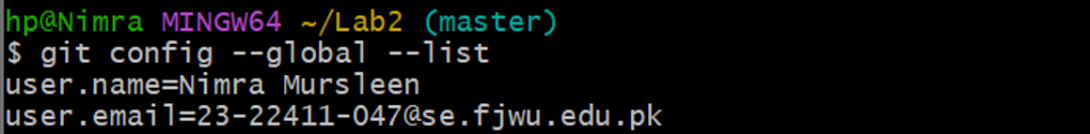 hp@Nimra MINGW64 ~/Lab2 (master)
$ git config --global --list
user.name=Nimra Mursleen
user.email=23-22411-047@se.fjwu.edu.pk